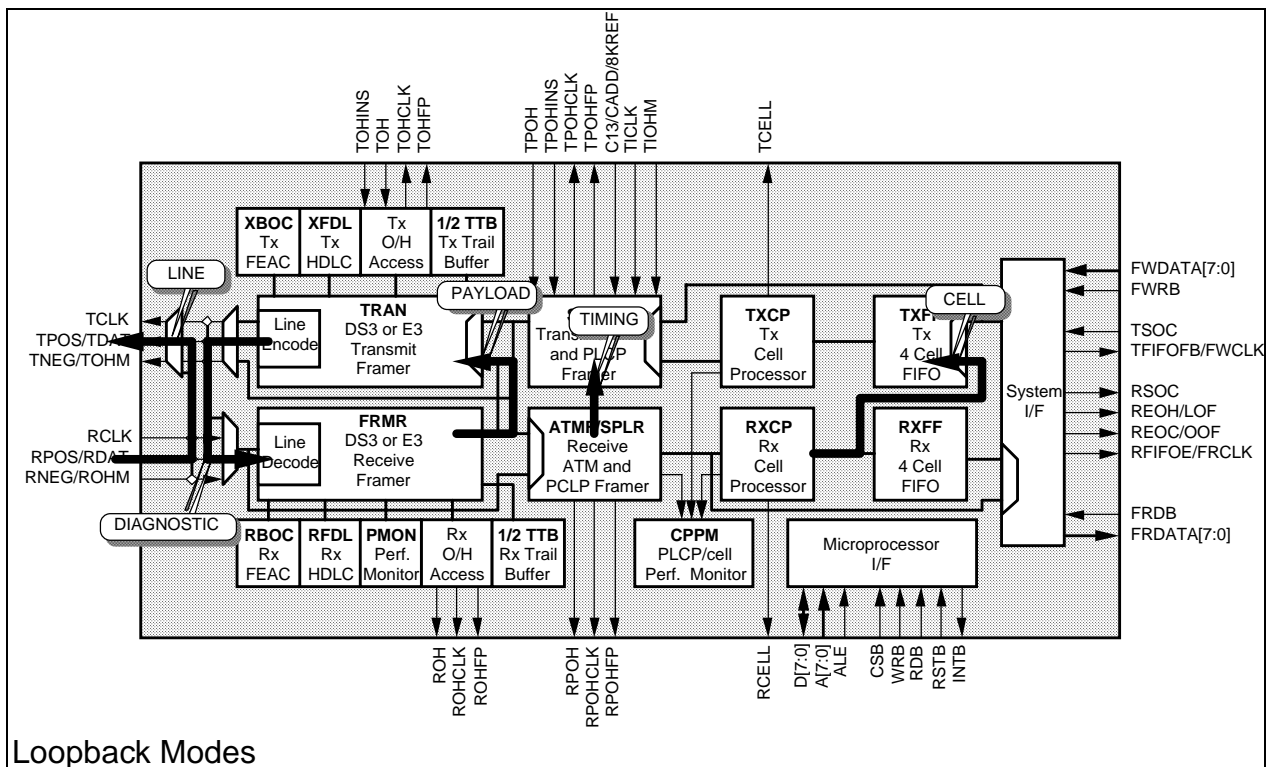 TOHINS
TOH
TOHCLK
TOHFP
TPOH
TPOHINS
TPOHCLK
TPOHFP
C13/CADD/8KREF
TICLK
TIOHM
TCELL
XBOC
Tx
FEAC
XFDL
Tx
HDLC
Tx
O/H
Access
1/2 TTB
Tx Trail
Buffer
LINE
PAYLOAD
TIMING
CELL
DIAGNOSTIC
TCLK
TPOS/TDAT
TNEG/TOHM
RCLK
RPOS/RDAT
RNEG/ROHM
Line
Encode
TRAN
DS3 or E3
Transmit
Framer
and PLCP
Framer
TXCP
Tx
Cell
Processor
Tx
4 Cell
FIFO
System
I/F
FWDATA[7:0]
FWRB
TSOC
TFIFOFB/FWCLK
RSOC
REOH/LOF
REOC/OOF
RFIFOE/FRCLK
FRDB
FRDATA[7:0]
Line
Decode
FRMR
DS3 or E3
Receive
Framer
ATMF/SPLR
Receive
ATM and
PCLP Framer
RXCP
Rx
Cell
Processor
RXFF
Rx
4 Cell
FIFO
RBOC
Rx
FEAC
RFDL
Rx
HDLC
PMON
Perf.
Monitor
Rx
O/H
Access
1/2 TTB
Rx Trail
Buffer
CPPM
PLCP/cell
Perf. Monitor
Microprocessor
I/F
ROH
ROHCLK
ROHFP
RPOH
RPOHCLK
RPOHFP
RCELL
D[7:0]
A[7:0]
ALE
CSB
WRB
RDB
RSTB
INTB
Loopback Modes